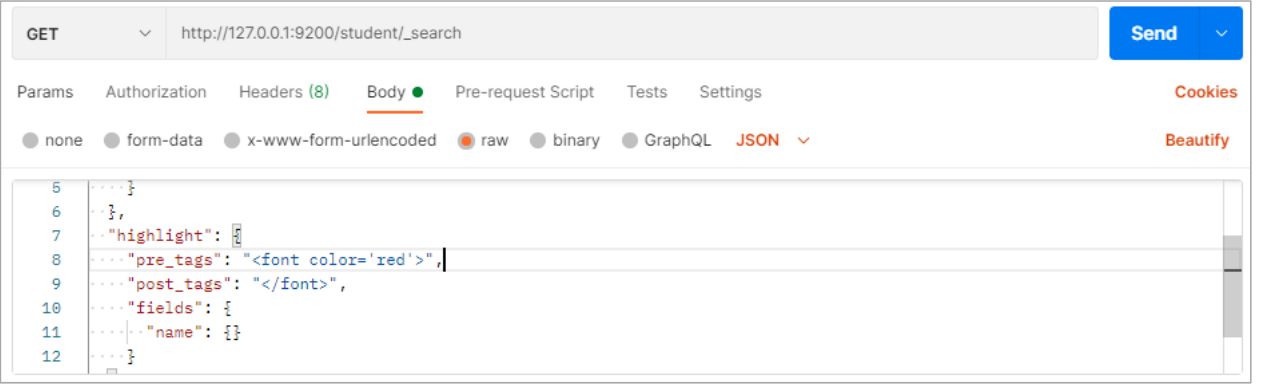 GET http://127.0.0.1:9200/student/_search Send
Params Authorization Headers (8) Body Pre-request Script Tests Settings Cookies
none form-data x-www-form-urlencoded raw binary GraphQL JSON Beautify
5 }
6 },
7 "highlight": {
8 "pre_tags": "<font color='red'>",
9 "post_tags": "</font>",
10 "fields": {
11 "name": {}
12 }